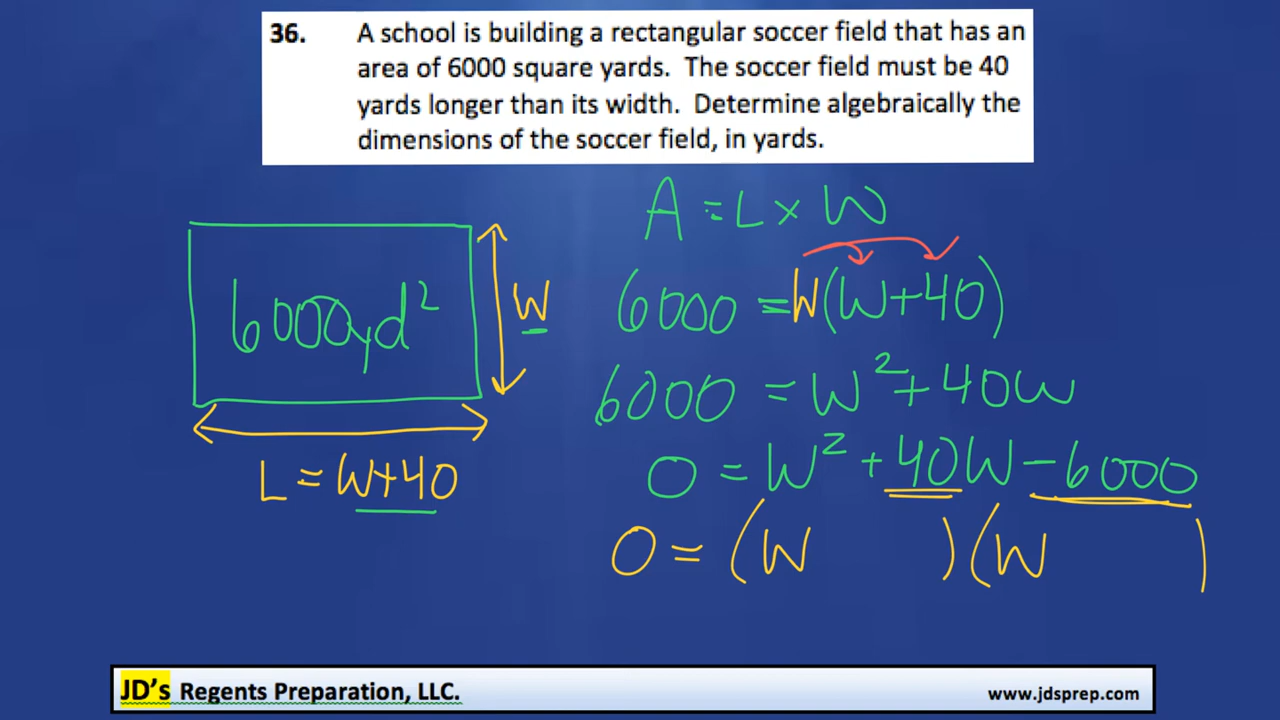 36. A school is building a rectangular soccer field that has an
area of 6000 square yards. The soccer field must be 40
yards longer than its width. Determine algebraically the
dimensions of the soccer field, in yards.
A = L × W
6000yd²
W
L = W+40
6000 = W(W+40)
6000 = W² + 40W
0 = W² + 40W - 6000
0 = (W )(W )
JD's Regents Preparation, LLC.
www.jdsprep.com